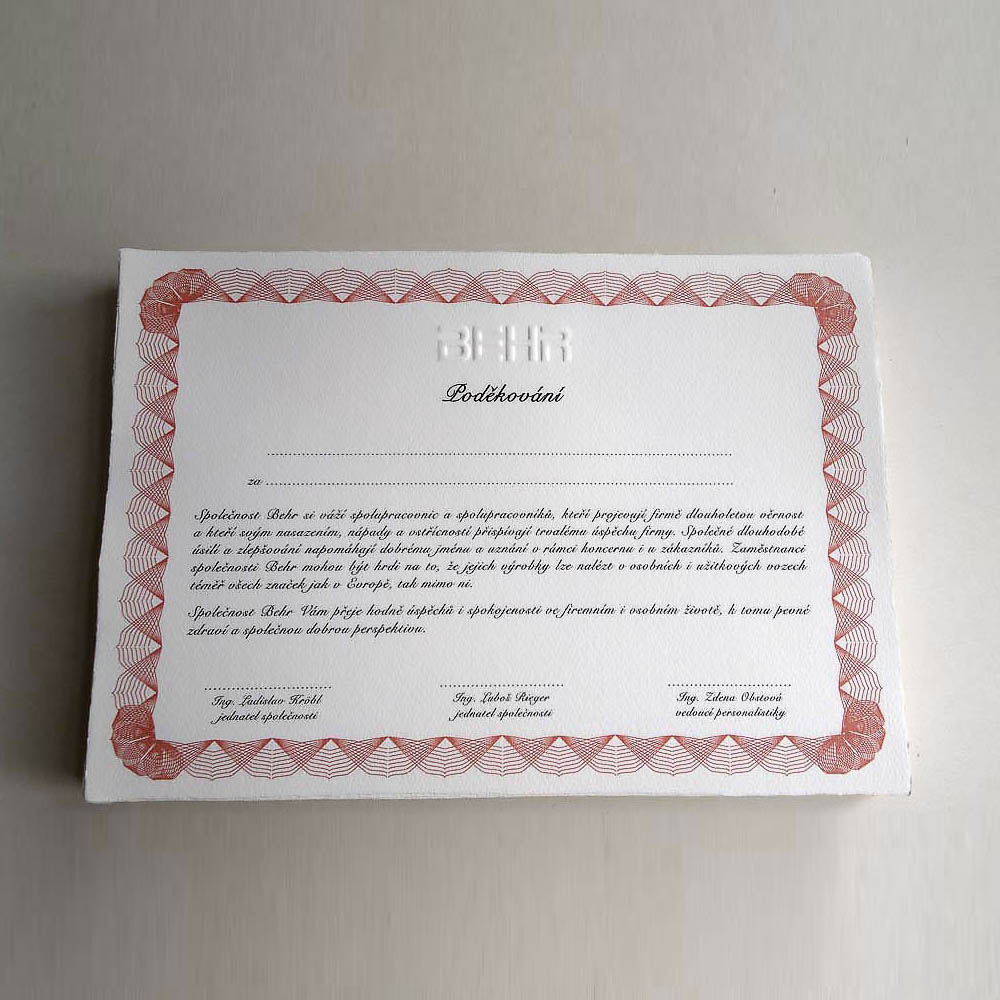 BEHR
Poděkování
za
Společnost Behr si váží spolupracovnic a spolupracovníků, kteří projevují firmě dlouholetou věrnost
a kteří svým nasazením, nápady a vstřícností přispívají trvalému úspěchu firmy. Společné dlouhodobé
úsilí a zlepšování napomáhají dobrému jménu a uznání v rámci koncernu i u zákazníků. Zaměstnanci
společnosti Behr mohou být hrdi na to, že jejich výrobky lze nalézt v osobních i užitkových vozech
téměř všech značek jak v Evropě, tak mimo ni.
Společnost Behr Vám přeje hodně úspěchů i spokojenosti ve firemním i osobním životě, k tomu pevné
zdraví a společnou dobrou perspektivu.
Ing. Ladislav Kröbl Ing. Luboš Rieger Ing. Zdena Obstová
jednatel společnosti jednatel společnosti vedoucí personalistiky